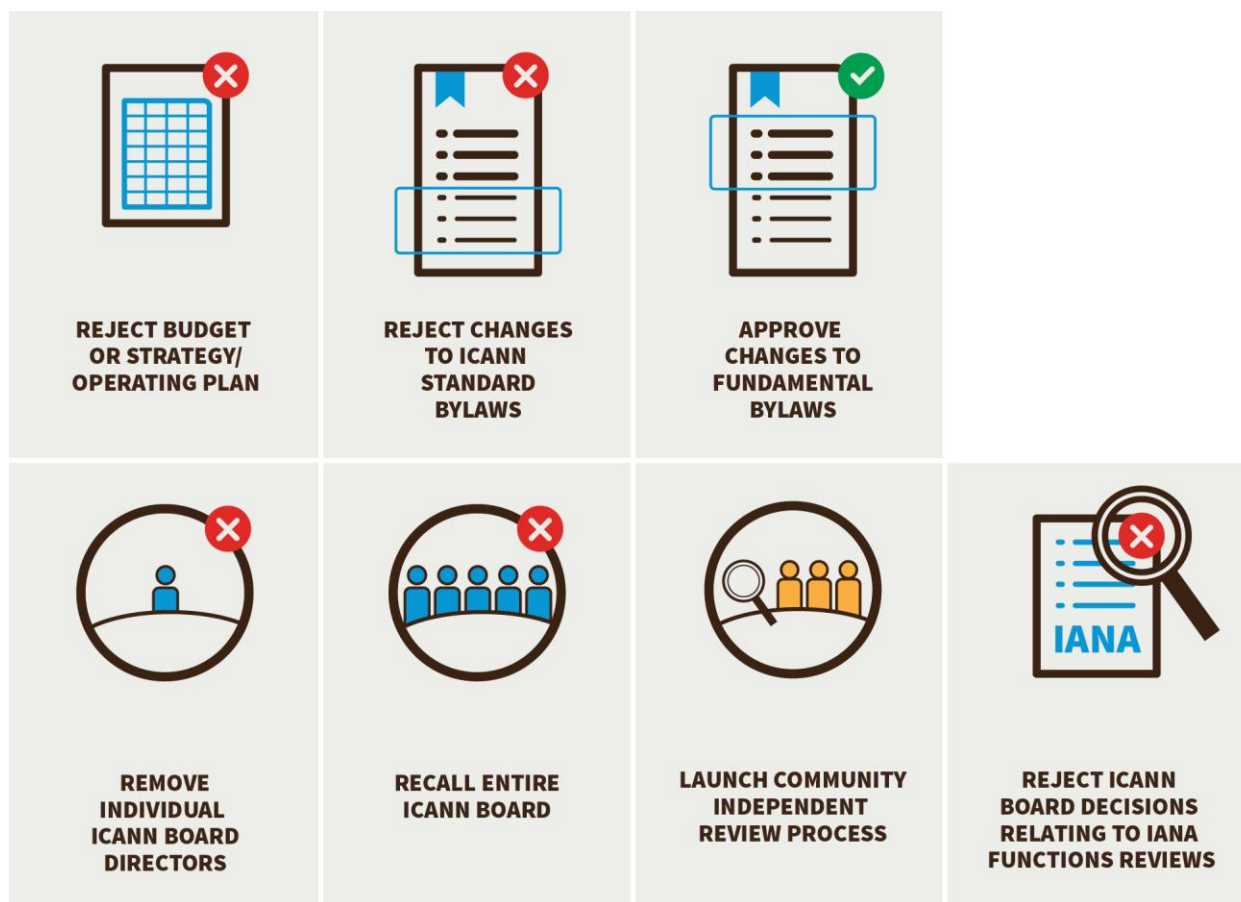 REJECT BUDGET
OR STRATEGY/
OPERATING PLAN
REJECT CHANGES
TO ICANN
STANDARD
BYLAWS
APPROVE
CHANGES TO
FUNDAMENTAL
BYLAWS
REMOVE
INDIVIDUAL
ICANN BOARD
DIRECTORS
RECALL ENTIRE
ICANN BOARD
LAUNCH COMMUNITY
INDEPENDENT
REVIEW PROCESS
IANA
REJECT ICANN
BOARD DECISIONS
RELATING TO IANA
FUNCTIONS REVIEWS